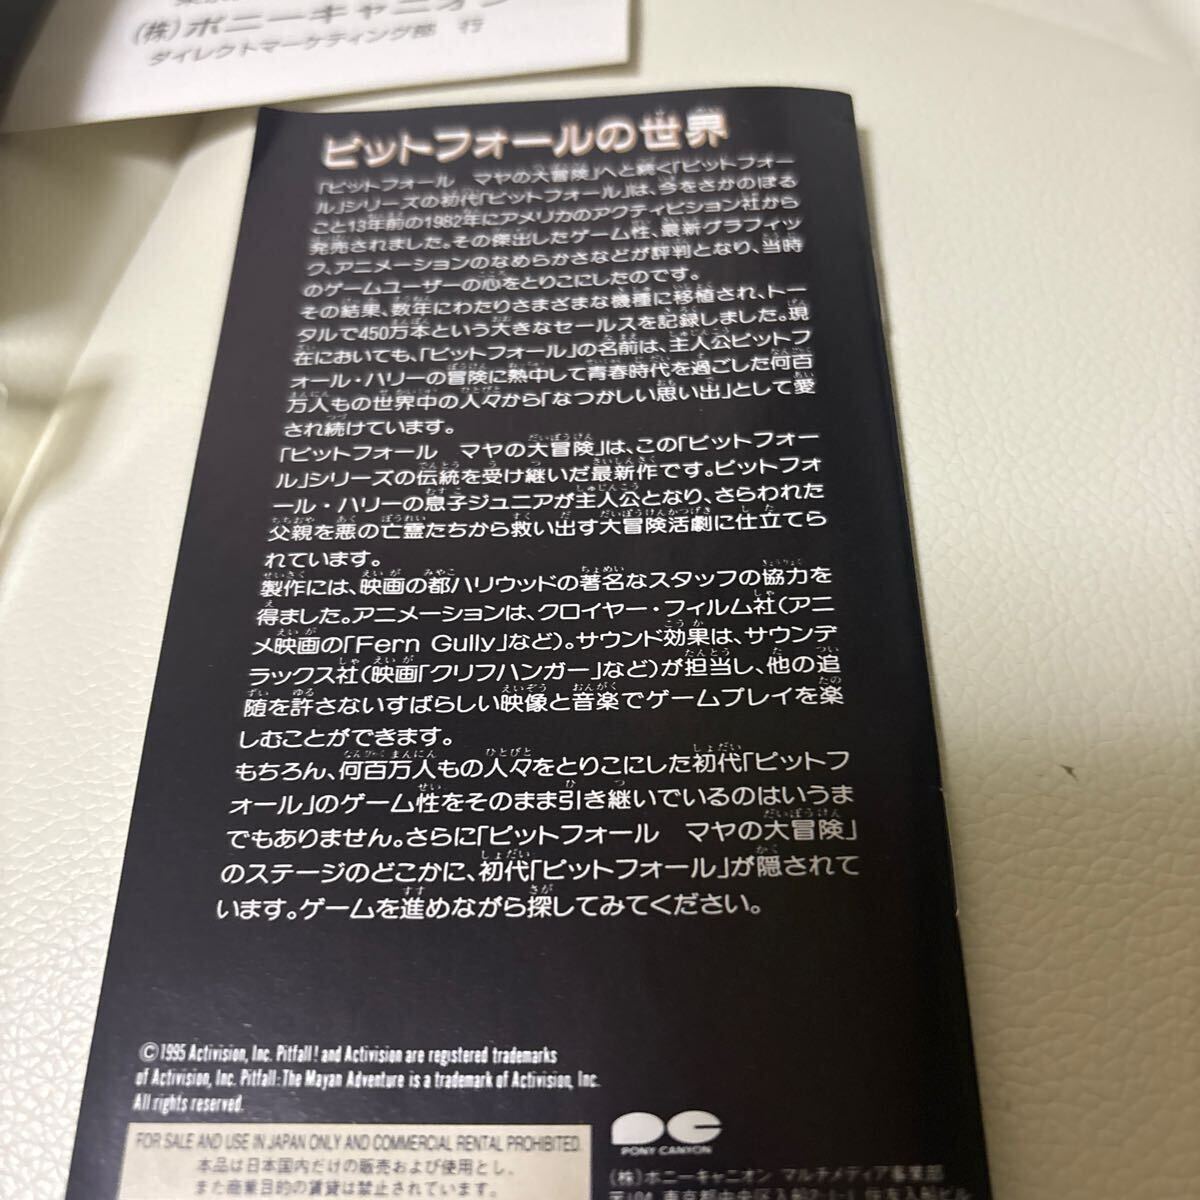 (株)ポニーキャニオン
ダイレクトマーケティング部 行
ピットフォールの世界
「ピットフォール マヤの大冒険」へと続く「ピットフォー
ル」シリーズの初代「ピットフォール」は、今をさかのぼる
こと13年前の1982年にアメリカのアクティビジョン社から
発売されました。その傑出したゲーム性、最新グラフィッ
ク、アニメーションのなめらかさなどが評判となり、当時
のゲームユーザーの心をとりこにしたのです。
その結果、数年にわたりさまざまな機種に移植され、トー
タルで450万本という大きなセールスを記録しました。現
在においても、「ピットフォール」の名前は、主人公ピットフ
ォール・ハリーの冒険に熱中して青春時代を過ごした何百
万人もの世界中の人々から「なつかしい思い出」として愛
され続けています。
「ピットフォール マヤの大冒険」は、この「ピットフォー
ル」シリーズの伝統を受け継いだ最新作です。ピットフォ
ール・ハリーの息子ジュニアが主人公となり、さらわれた
父親を悪の亡霊たちから救い出す大冒険活劇に仕立てら
れています。
製作には、映画の都ハリウッドの著名なスタッフの協力を
得ました。アニメーションは、クロイヤー・フィルム社(アニ
メ映画の「Fern Gully」など)。サウンド効果は、サウンデ
ラックス社(映画「クリフハンガー」など)が担当し、他の追
随を許さないすばらしい映像と音楽でゲームプレイを楽
しむことができます。
もちろん、何百万人もの人々をとりこにした初代「ピットフ
ォール」のゲーム性をそのまま引き継いでいるのはいうま
でもありません。さらに「ピットフォール マヤの大冒険」
のステージのどこかに、初代「ピットフォール」が隠されて
います。ゲームを進めながら探してみてください。
©1995 Activision, Inc. Pitfall! and Activision are registered trademarks
of Activision, Inc. Pitfall: The Mayan Adventure is a trademark of Activision, Inc.
All rights reserved.
FOR SALE AND USE IN JAPAN ONLY AND COMMERCIAL RENTAL PROHIBITED.
本品は日本国内だけの販売および使用とし、
また商業目的の賃貸は禁止されています。
PONY CANYON
(株)ポニーキャニオン マルチメディア事業部